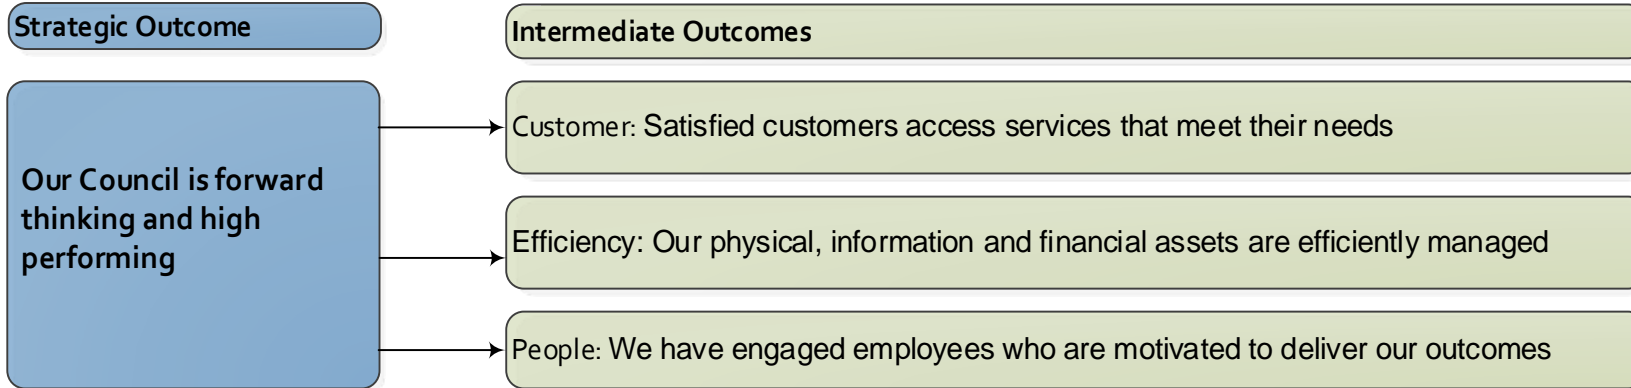 Strategic Outcome
Intermediate Outcomes
Our Council is forward
thinking and high
performing
Customer: Satisfied customers access services that meet their needs
Efficiency: Our physical, information and financial assets are efficiently managed
People: We have engaged employees who are motivated to deliver our outcomes